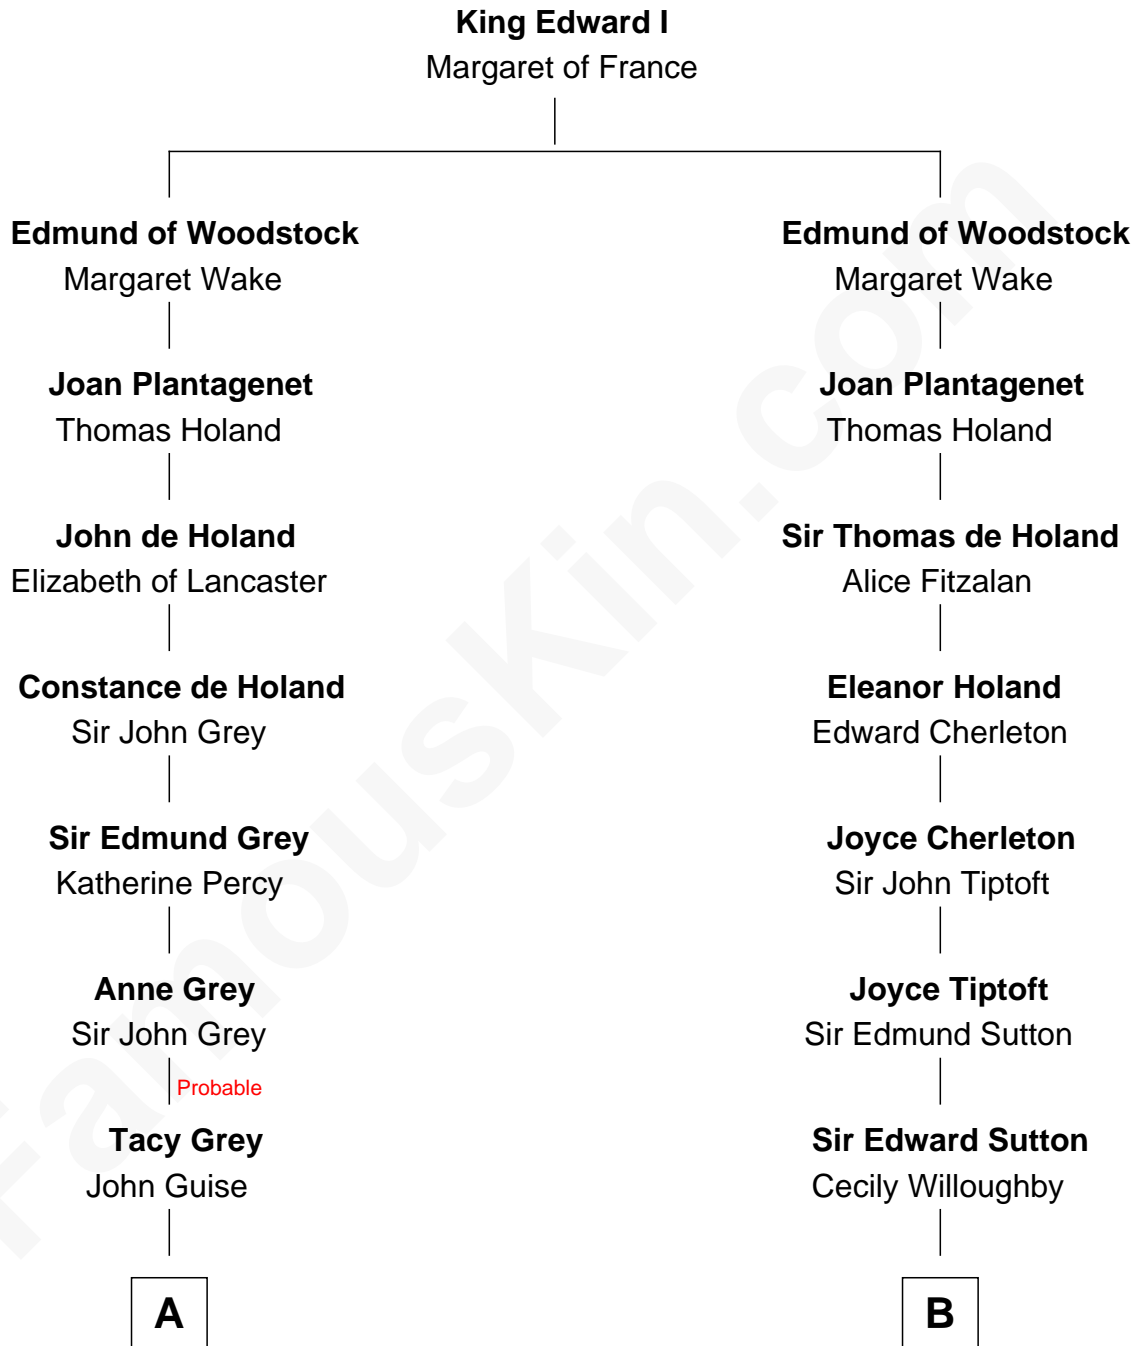 King Edward I
Margaret of France
Edmund of Woodstock
Margaret Wake
Edmund of Woodstock
Margaret Wake
Joan Plantagenet
Thomas Holand
Joan Plantagenet
Thomas Holand
John de Holand
Elizabeth of Lancaster
Sir Thomas de Holand
Alice Fitzalan
Constance de Holand
Sir John Grey
Eleanor Holand
Edward Cherleton
Sir Edmund Grey
Katherine Percy
Joyce Cherleton
Sir John Tiptoft
Anne Grey
Sir John Grey
Joyce Tiptoft
Sir Edmund Sutton
Probable
Tacy Grey
John Guise
Sir Edward Sutton
Cecily Willoughby
A
B
FamousKin.com